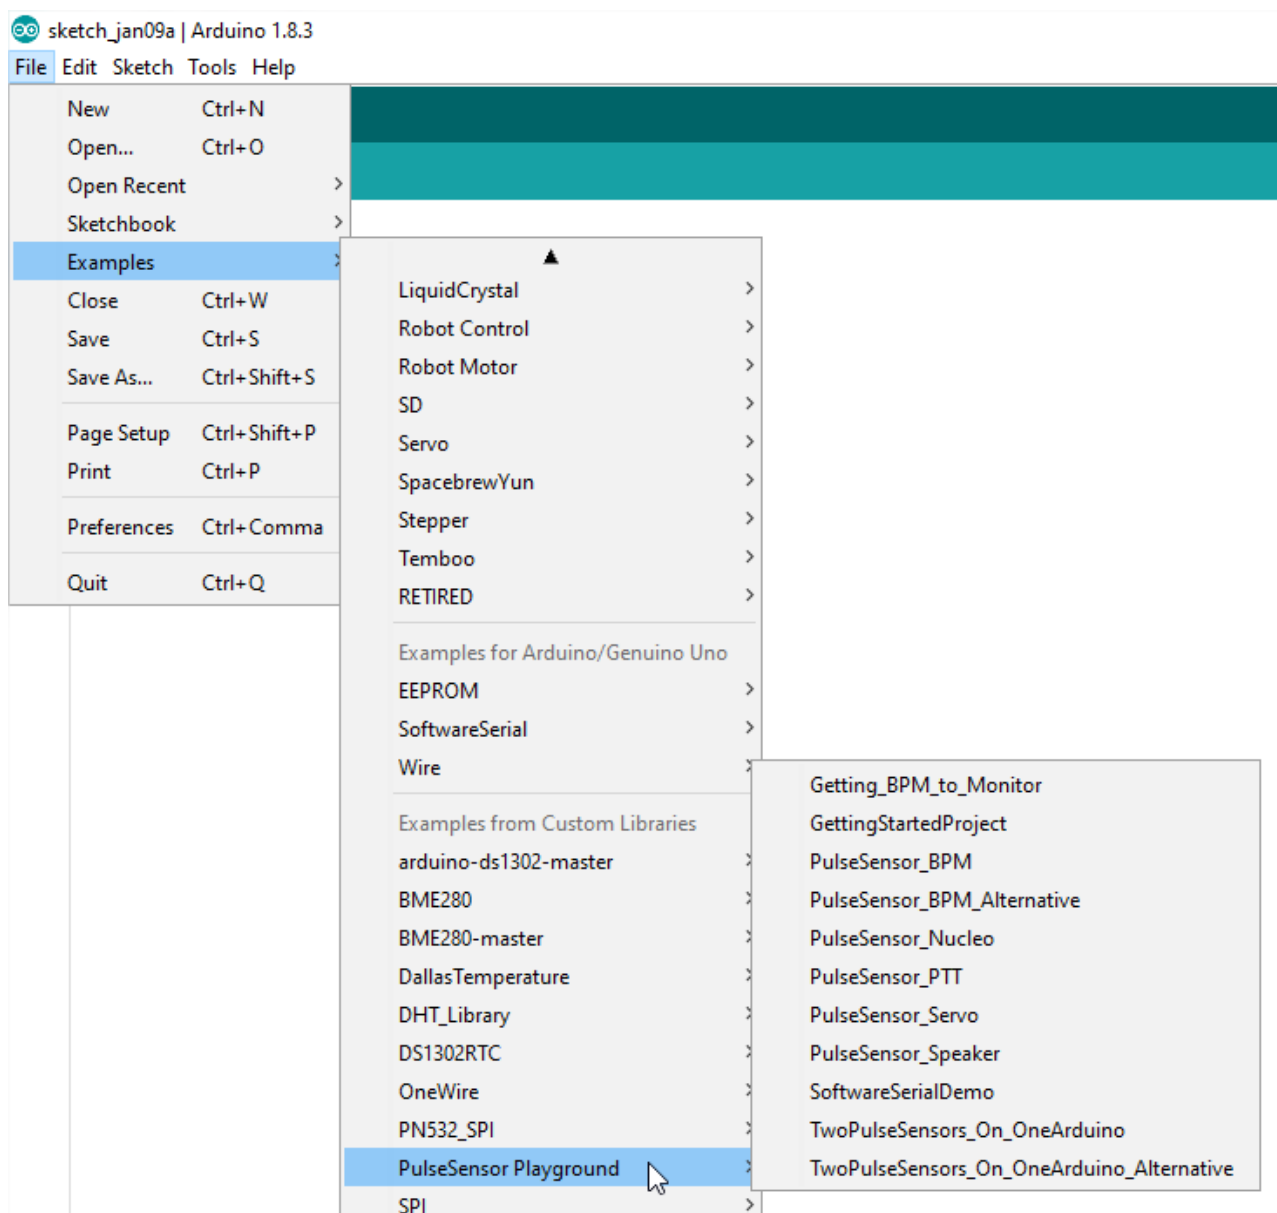 sketch_jan09a | Arduino 1.8.3
File Edit Sketch Tools Help
New Ctrl+N
Open... Ctrl+O
Open Recent
Sketchbook
Examples
Close Ctrl+W
Save Ctrl+S
Save As... Ctrl+Shift+S
Page Setup Ctrl+Shift+P
Print Ctrl+P
Preferences Ctrl+Comma
Quit Ctrl+Q
LiquidCrystal
Robot Control
Robot Motor
SD
Servo
SpacebrewYun
Stepper
Temboo
RETIRED
Examples for Arduino/Genuino Uno
EEPROM
SoftwareSerial
Wire
Examples from Custom Libraries
arduino-ds1302-master
BME280
BME280-master
DallasTemperature
DHT_Library
DS1302RTC
OneWire
PN532_SPI
PulseSensor Playground
SPI
Getting_BPM_to_Monitor
GettingStartedProject
PulseSensor_BPM
PulseSensor_BPM_Alternative
PulseSensor_Nucleo
PulseSensor_PTT
PulseSensor_Servo
PulseSensor_Speaker
SoftwareSerialDemo
TwoPulseSensors_On_OneArduino
TwoPulseSensors_On_OneArduino_Alternative